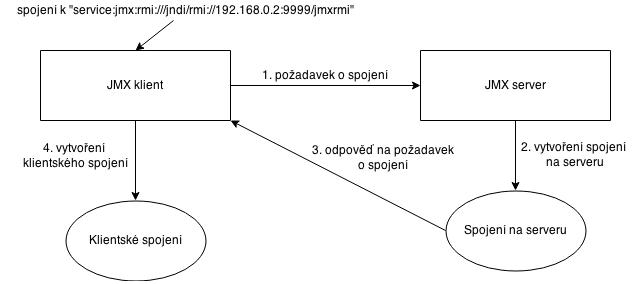 spojení k "service:jmx:rmi:///jndi/rmi://192.168.0.2:9999/jmxrmi"
JMX klient
1. požadavek o spojení
JMX server
4. vytvoření
klientského spojení
3. odpověď na požadavek
o spojení
2. vytvoření spojení
na serveru
Klientské spojení
Spojení na serveru